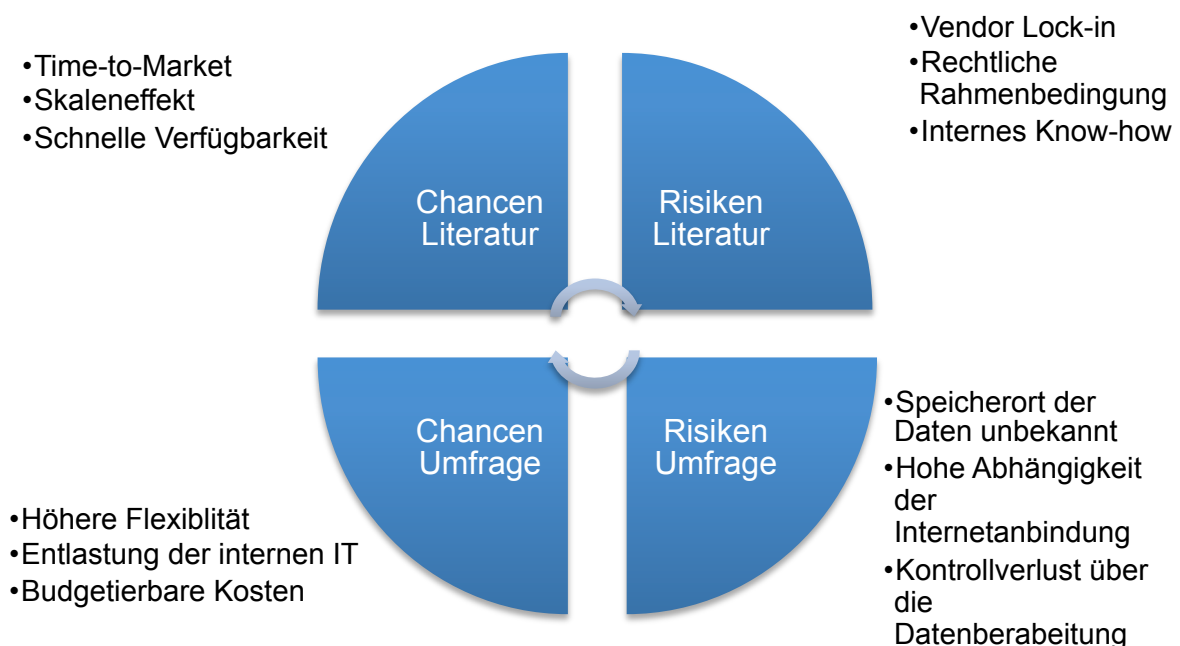 •Time-to-Market
•Skaleneffekt
•Schnelle Verfügbarkeit
•Vendor Lock-in
•Rechtliche
Rahmenbedingung
•Internes Know-how
Chancen
Literatur
Risiken
Literatur
Chancen
Umfrage
Risiken
Umfrage
•Höhere Flexiblität
•Entlastung der internen IT
•Budgetierbare Kosten
•Speicherort der
Daten unbekannt
•Hohe Abhängigkeit
der
Internetanbindung
•Kontrollverlust über
die
Datenberabeitung